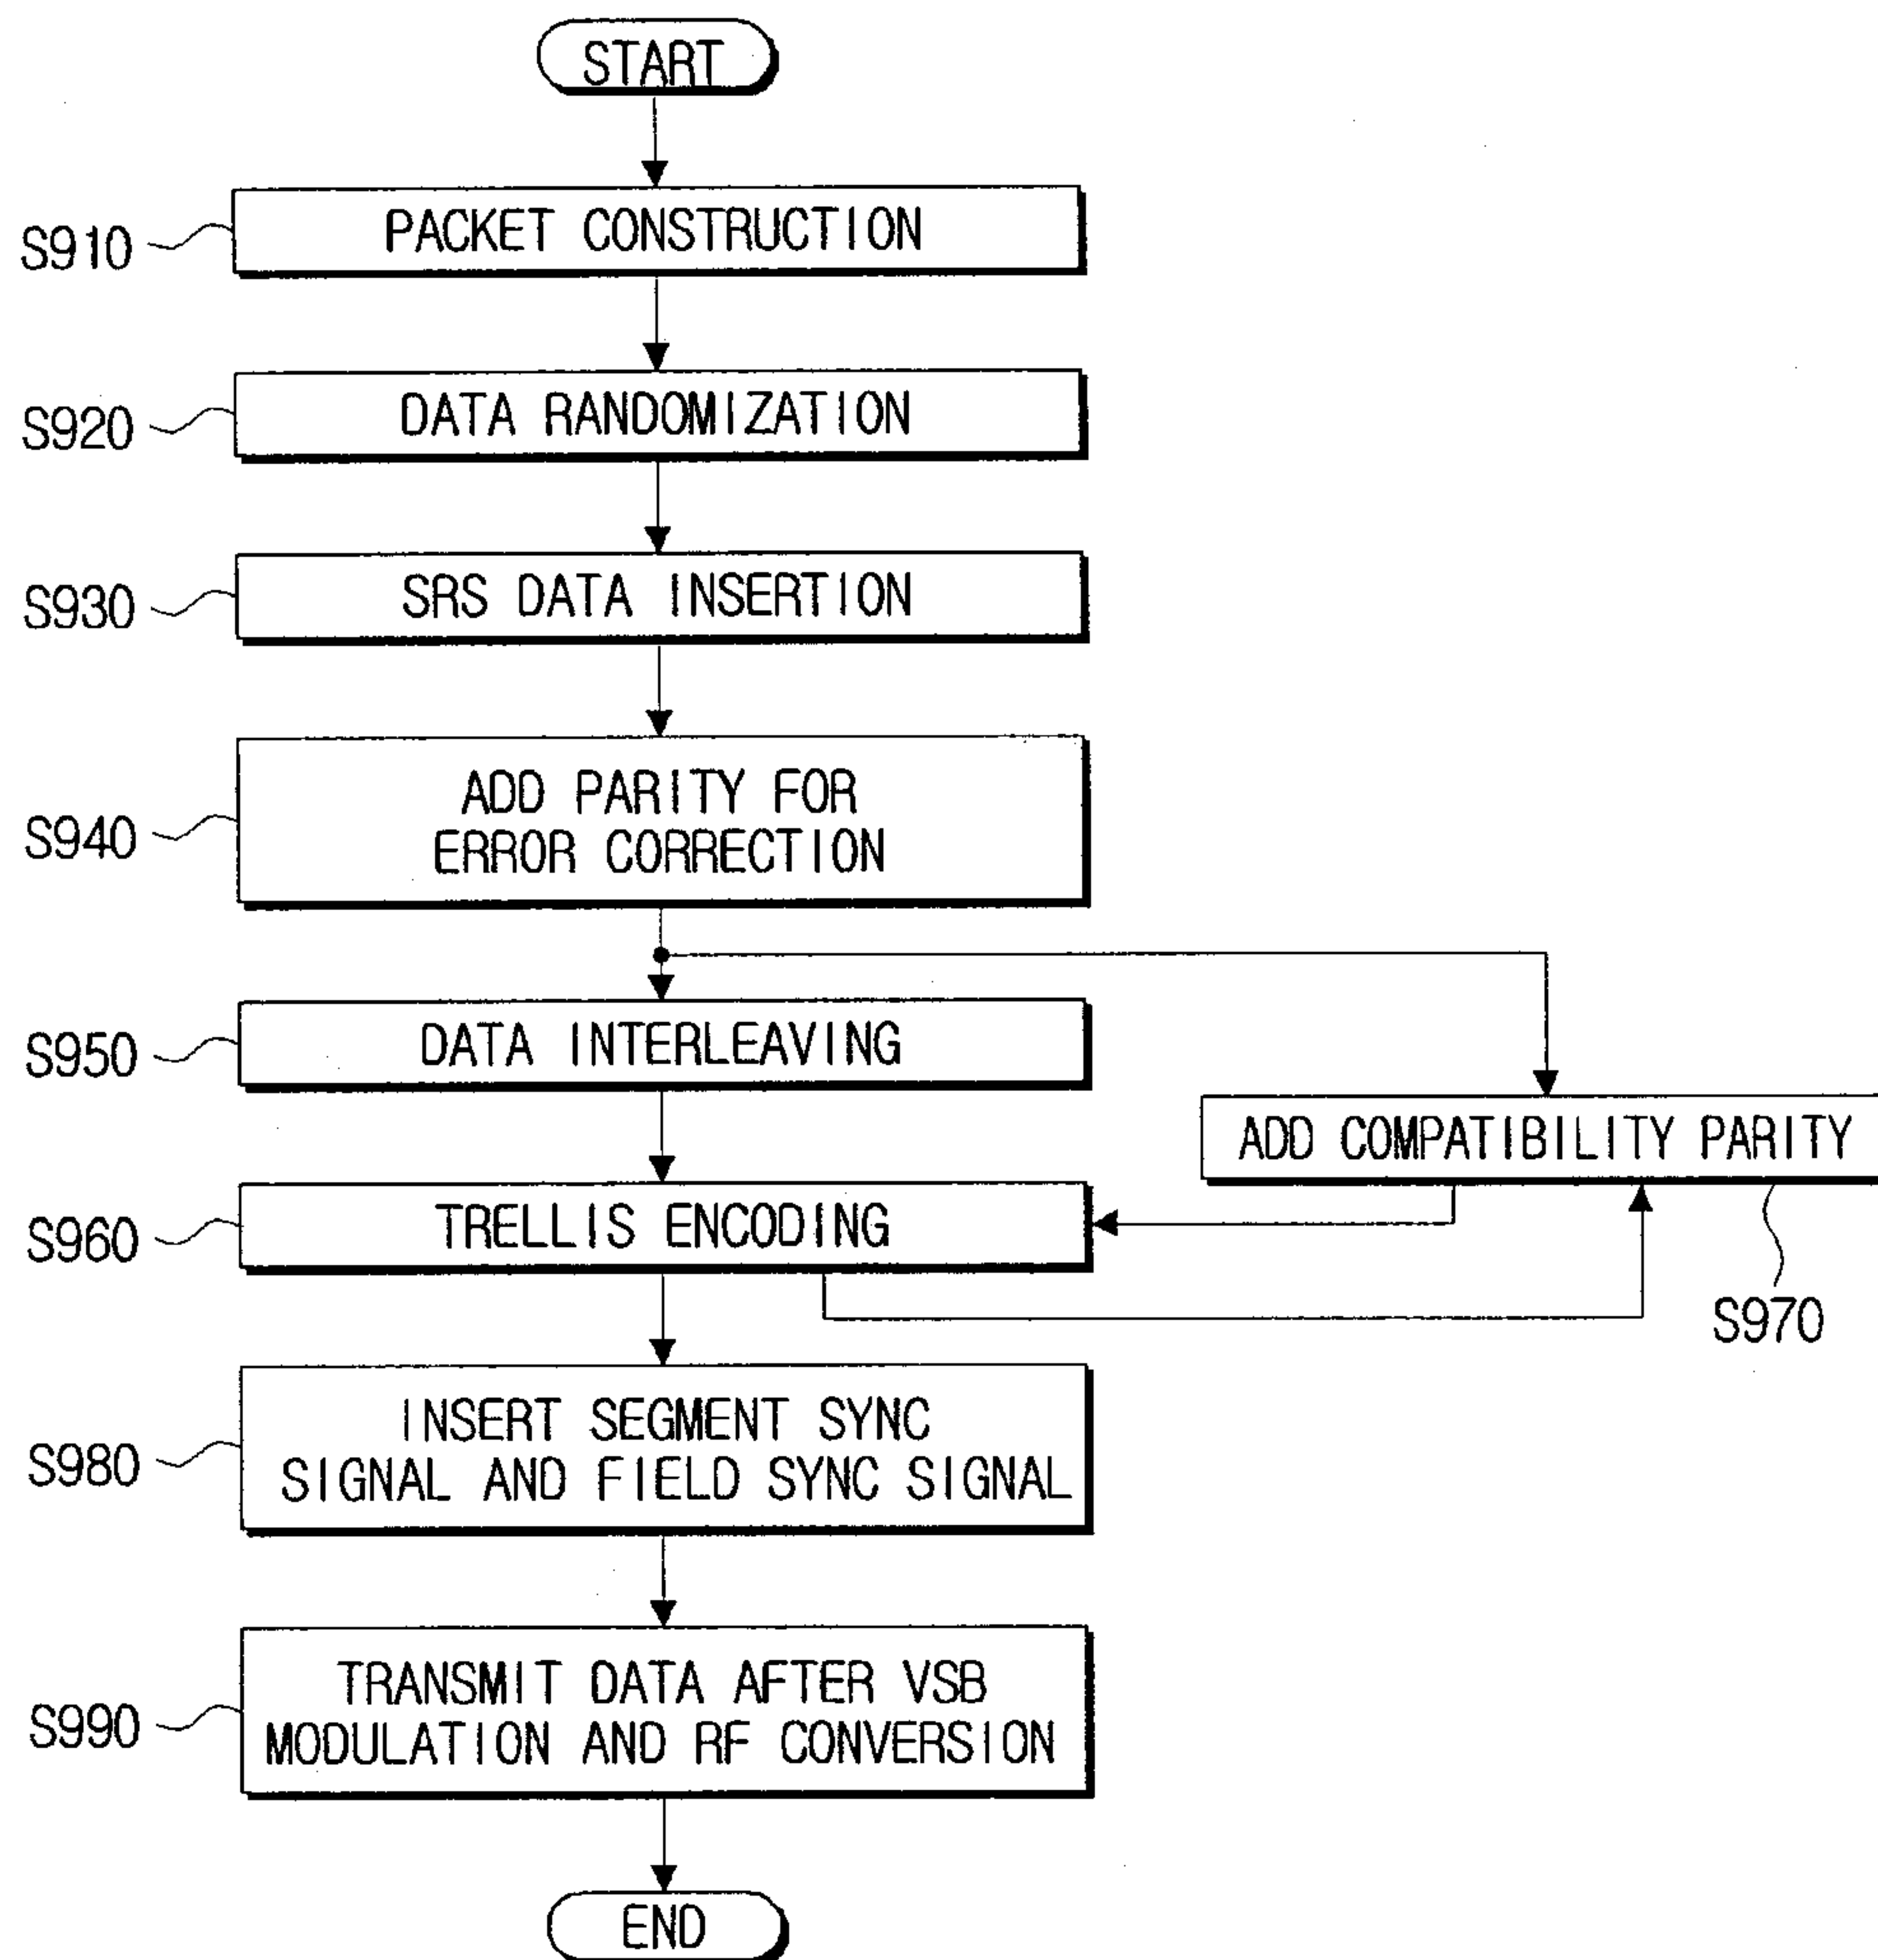 START
S910
PACKET CONSTRUCTION
S920
DATA RANDOMIZATION
S930
SRS DATA INSERTION
S940
ADD PARITY FOR
ERROR CORRECTION
S950
DATA INTERLEAVING
ADD COMPATIBILITY PARITY
S960
TRELLIS ENCODING
S970
S980
INSERT SEGMENT SYNC
SIGNAL AND FIELD SYNC SIGNAL
S990
TRANSMIT DATA AFTER VSB
MODULATION AND RF CONVERSION
END